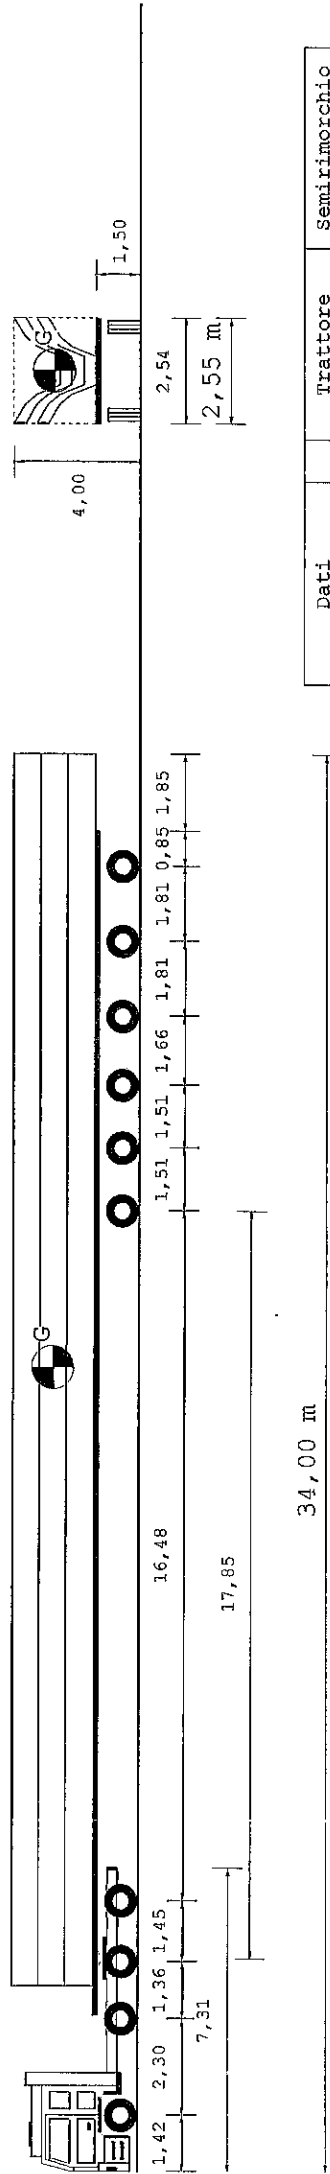 G
G
1,50
4,00
2,54
2,55 m
1,42
2,30
1,36
1,45
16,48
1,51
1,51
1,66
1,81
1,81
0,85
1,85
7,31
17,85
34,00 m
Dati
Trattore
Semirimorchio